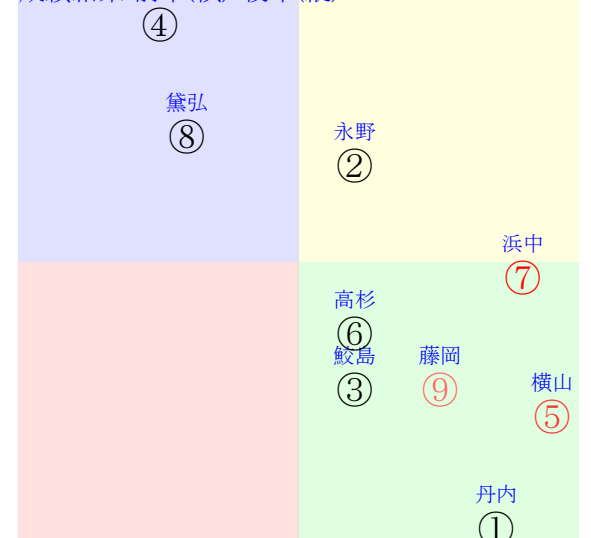 ④
黛弘
⑧
永野
②
浜中
⑦
高杉
⑥
鮫島
③
藤岡
⑨
横山
⑤
丹内
①